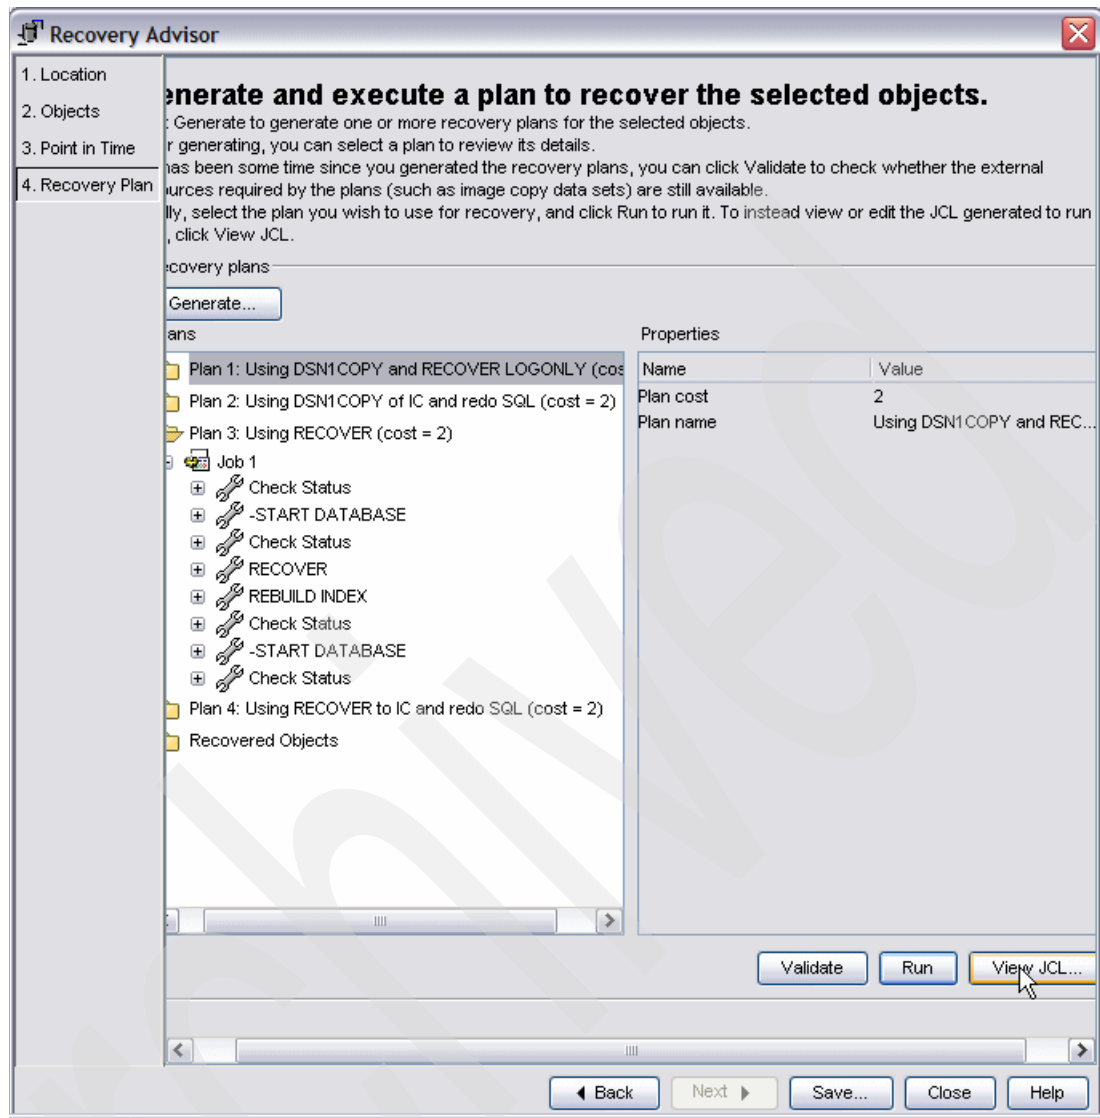 Recovery Advisor
1. Location
2. Objects
3. Point in Time
4. Recovery Plan
enerate and execute a plan to recover the selected objects.
: Generate to generate one or more recovery plans for the selected objects.
r generating, you can select a plan to review its details.
has been some time since you generated the recovery plans, you can click Validate to check whether the external
urces required by the plans (such as image copy data sets) are still available.
lly, select the plan you wish to use for recovery, and click Run to run it. To instead view or edit the JCL generated to run
, click View JCL.
covery plans
Generate...
ans
Plan 1: Using DSN1COPY and RECOVER LOGONLY (cos
Plan 2: Using DSN1COPY of IC and redo SQL (cost = 2)
Plan 3: Using RECOVER (cost = 2)
Job 1
Check Status
-START DATABASE
Check Status
RECOVER
REBUILD INDEX
Check Status
-START DATABASE
Check Status
Plan 4: Using RECOVER to IC and redo SQL (cost = 2)
Recovered Objects
Properties
Name Value
Plan cost 2
Plan name Using DSN1COPY and REC...
Validate Run View JCL...
Back Next Save... Close Help